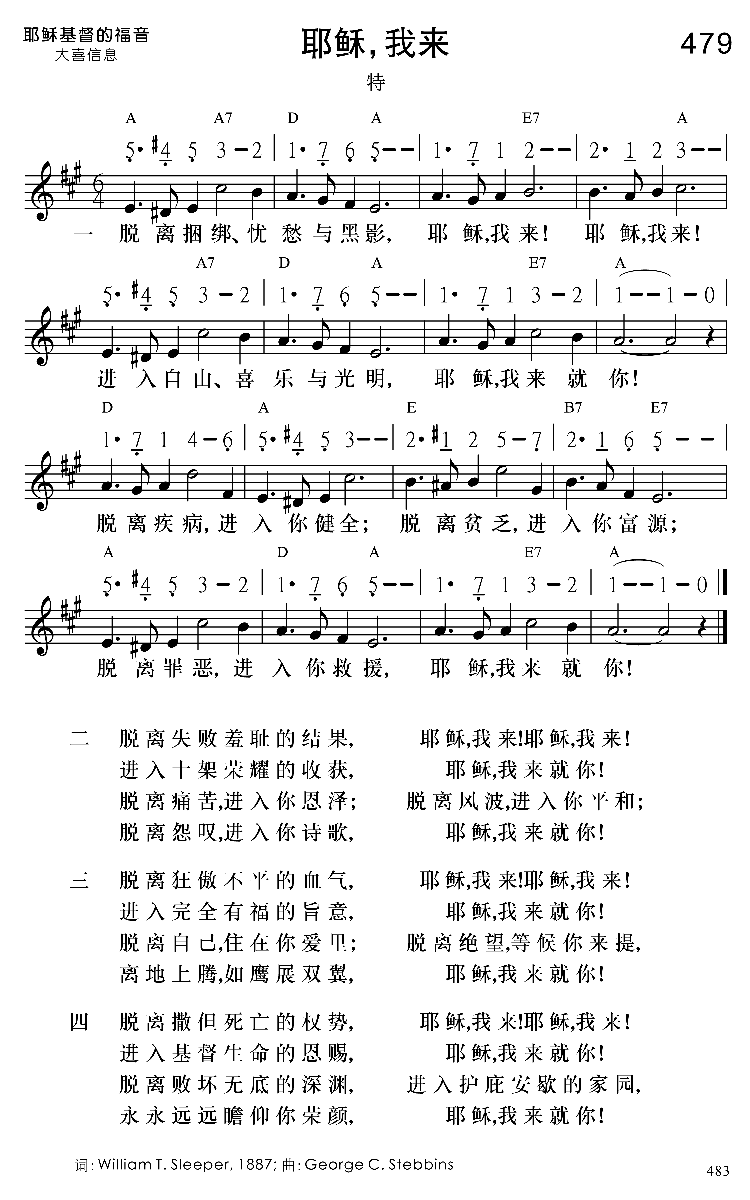 耶稣基督的福音
大喜信息
耶稣，我来
479
特
A A7 D A E7 A
5· #4 5 3–2 | 1· 7 6 5–– | 1· 7 1 2–– | 2· 1 2 3–– |
一 脱 离 捆 绑、忧 愁 与 黑 影， 耶 稣,我 来！ 耶 稣,我 来！
A7 D A E7 A
5· #4 5 3–2 | 1· 7 6 5–– | 1· 7 1 3–2 | 1––1–0 |
进 入 自 由、喜 乐 与 光 明， 耶 稣,我 来 就 你！
D A E B7 E7
1· 7 1 4–6 | 5· #4 5 3–– | 2· #1 2 5–7 | 2· 1 6 5–– |
脱 离 疾 病，进 入 你 健 全； 脱 离 贫 乏，进 入 你 富 源；
A D A E7 A
5· #4 5 3–2 | 1· 7 6 5–– | 1· 7 1 3–2 | 1––1–0 ‖
脱 离 罪 恶，进 入 你 救 援， 耶 稣,我 来 就 你！
二 脱离失败羞耻的结果， 耶稣,我来!耶稣,我来！
进入十架荣耀的收获， 耶稣,我来就你！
脱离痛苦,进入你恩泽； 脱离风波,进入你平和；
脱离怨叹,进入你诗歌， 耶稣,我来就你！
三 脱离狂傲不平的血气， 耶稣,我来!耶稣,我来！
进入完全有福的旨意， 耶稣,我来就你！
脱离自己,住在你爱里； 脱离绝望,等候你来提，
离地上腾,如鹰展双翼， 耶稣,我来就你！
四 脱离撒但死亡的权势， 耶稣,我来!耶稣,我来！
进入基督生命的恩赐， 耶稣,我来就你！
脱离败坏无底的深渊， 进入护庇安歇的家园，
永永远远瞻仰你荣颜， 耶稣,我来就你！
词: William T. Sleeper, 1887; 曲: George C. Stebbins
483